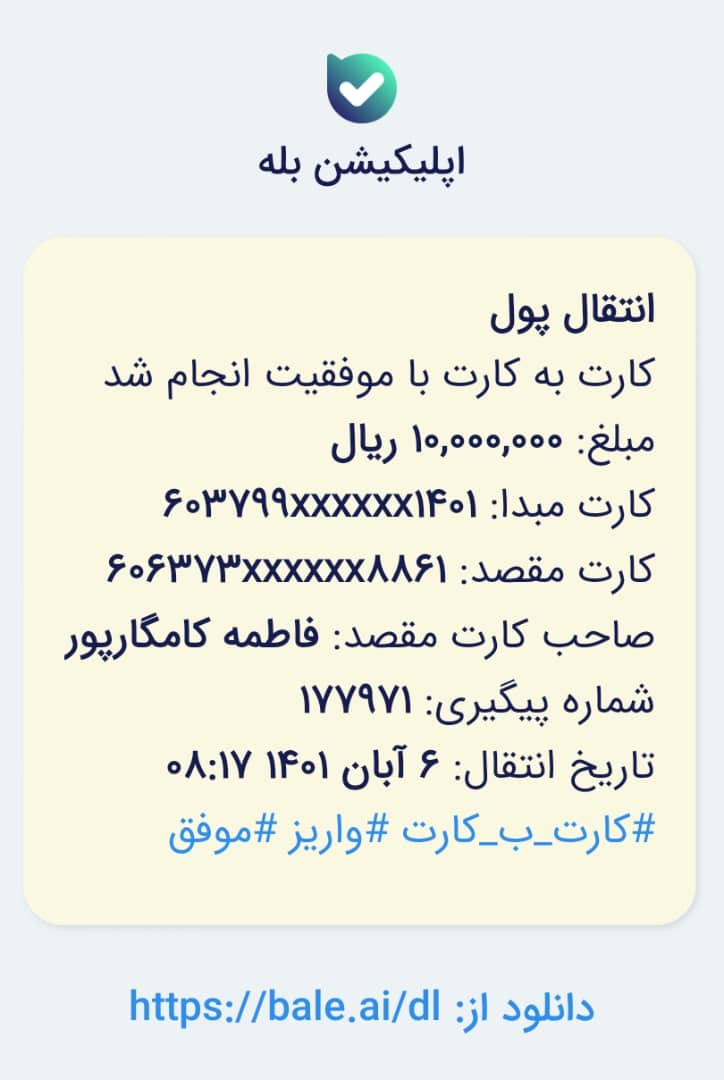 اپلیکیشن بله
انتقال پول
کارت به کارت با موفقیت انجام شد
مبلغ: ۱۰,۰۰۰,۰۰۰ ریال
کارت مبدا: ۶۰۳۷۹۹xxxxxx۱۴۰۱
کارت مقصد: ۶۰۶۳۷۳xxxxxx۸۸۶۱
صاحب کارت مقصد: فاطمه کامگارپور
شماره پیگیری: ۱۷۷۹۷۱
تاریخ انتقال: ۶ آبان ۱۴۰۱ ۰۸:۱۷
#کارت_ب_کارت #واریز #موفق
دانلود از: https://bale.ai/dl